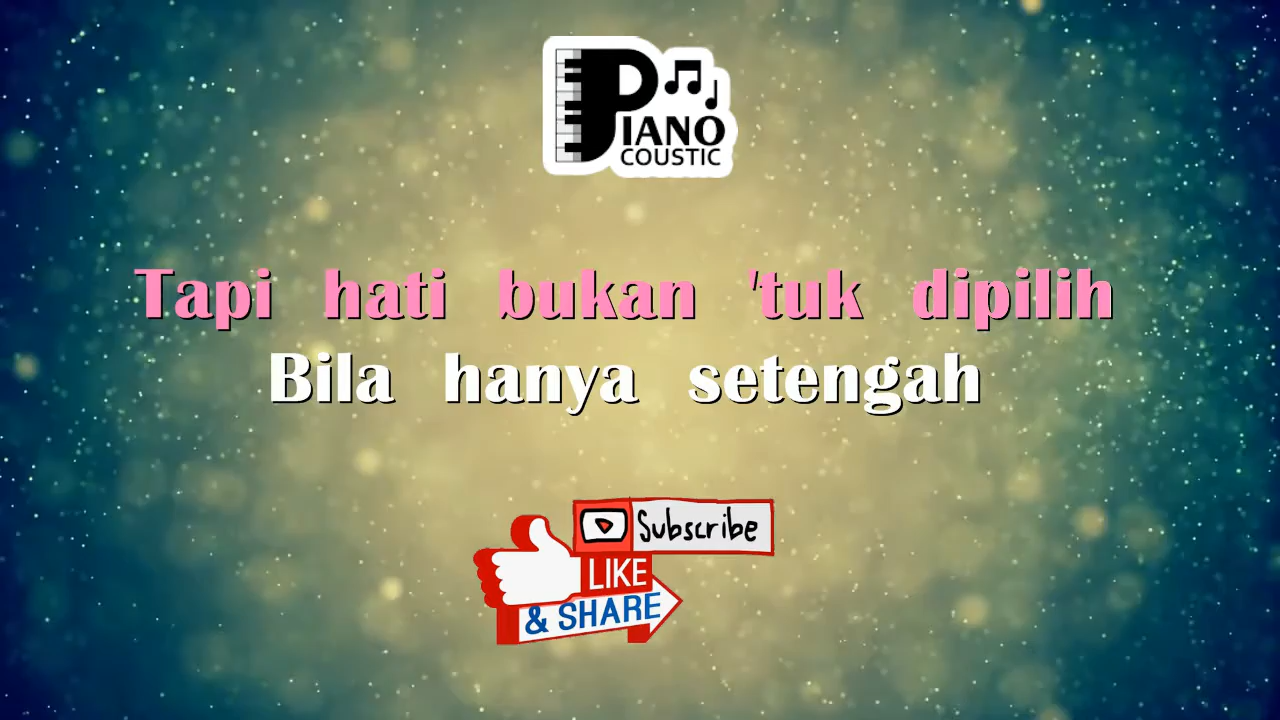 PIANO
COUSTIC
Tapi hati bukan 'tuk dipilih
Bila hanya setengah
Subscribe
LIKE
& SHARE